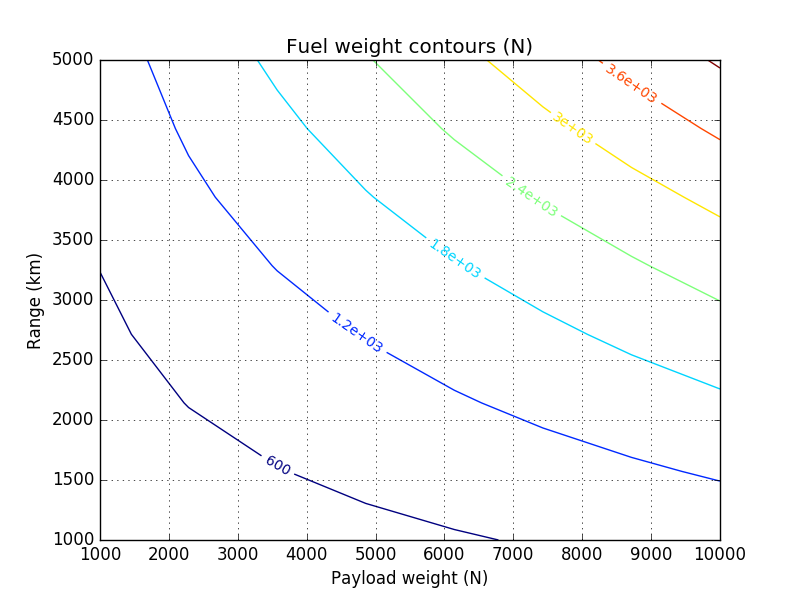 Fuel weight contours (N)
5000
4500
4000
3500
3000
2500
2000
1500
1000
Range (km)
3.6e+03
3e+03
2.4e+03
1.8e+03
1.2e+03
600
1000 2000 3000 4000 5000 6000 7000 8000 9000 10000
Payload weight (N)